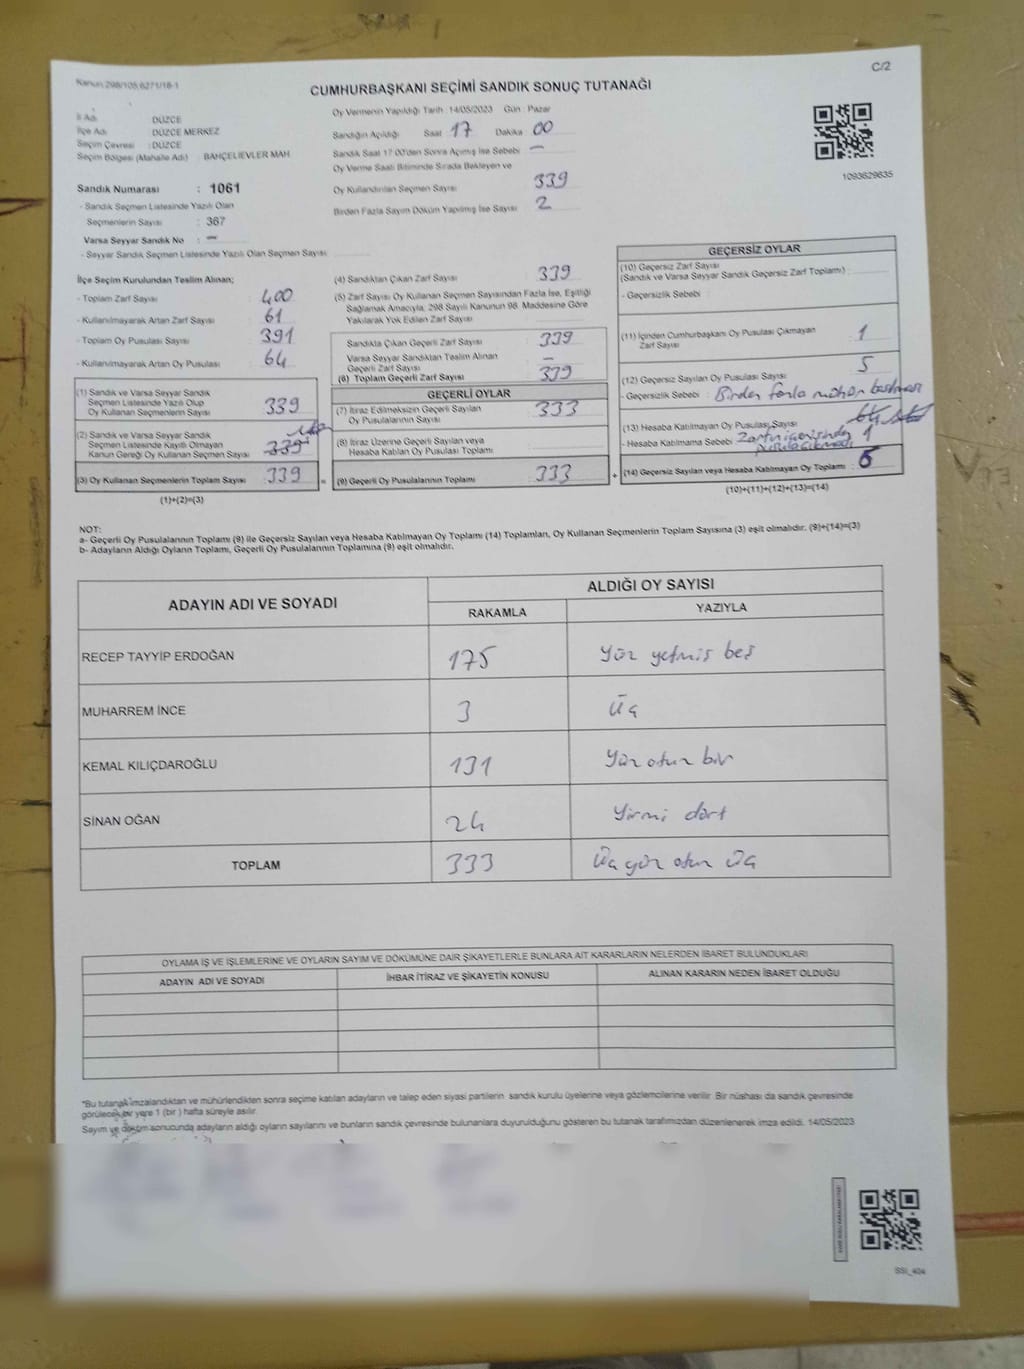 Kanun 298/105,6271/18-1
C/2
CUMHURBAŞKANI SEÇİMİ SANDIK SONUÇ TUTANAĞI
İl Adı DÜZCE
İlçe Adı DÜZCE MERKEZ
Seçim Çevresi : DÜZCE
Seçim Bölgesi (Mahalle Adı) : BAHÇELİEVLER MAH
Sandık Numarası : 1061
- Sandık Seçmen Listesinde Yazılı Olan
Seçmenlerin Sayısı : 367
Varsa Seyyar Sandık No : -
- Seyyar Sandık Seçmen Listesinde Yazılı Olan Seçmen Sayısı
Oy Vermenin Yapıldığı Tarih : 14/05/2023 Gün : Pazar
Sandığın Açıldığı Saat 17 Dakika 00
Sandık Saat 17:00'den Sonra Açılmış İse Sebebi : -
Oy Verme Saati Bitiminde Sırada Bekleyen ve
Oy Kullandırılan Seçmen Sayısı 339
Birden Fazla Sayım Döküm Yapılmış İse Sayısı 2
1093629635
İlçe Seçim Kurulundan Teslim Alınan;
- Toplam Zarf Sayısı : 400
- Kullanılmayarak Artan Zarf Sayısı : 61
- Toplam Oy Pusulası Sayısı : 391
- Kullanılmayarak Artan Oy Pusulası : 64
(1) Sandık ve Varsa Seyyar Sandık
Seçmen Listesinde Yazılı Olup
Oy Kullanan Seçmenlerin Sayısı : 339
(2) Sandık ve Varsa Seyyar Sandık
Seçmen Listesinde Kayıtlı Olmayan
Kanun Gereği Oy Kullanan Seçmen Sayısı 339
(3) Oy Kullanan Seçmenlerin Toplam Sayısı : 339 =
(1)+(2)=(3)
(4) Sandıktan Çıkan Zarf Sayısı : 339
(5) Zarf Sayısı Oy Kullanan Seçmen Sayısından Fazla İse, Eşitliği
Sağlamak Amacıyla, 298 Sayılı Kanunun 98. Maddesine Göre
Yakılarak Yok Edilen Zarf Sayısı
Sandıkta Çıkan Geçerli Zarf Sayısı : 339
Varsa Seyyar Sandıktan Teslim Alınan
Geçerli Zarf Sayısı : -
(6) Toplam Geçerli Zarf Sayısı : 339
GEÇERLİ OYLAR
(7) İtiraz Edilmeksizin Geçerli Sayılan
Oy Pusulasının Sayısı : 333
(8) İtiraz Üzerine Geçerli Sayılan veya
Hesaba Katılan Oy Pusulası Toplamı
(9) Geçerli Oy Pusulalarının Toplamı : 333 +
GEÇERSİZ OYLAR
(10) Geçersiz Zarf Sayısı
(Sandık ve Varsa Seyyar Sandık Geçersiz Zarf Toplamı) :
- Geçersizlik Sebebi :
(11) İçinden Cumhurbaşkanı Oy Pusulası Çıkmayan
Zarf Sayısı : 1
(12) Geçersiz Sayılan Oy Pusulası Sayısı : 5
- Geçersizlik Sebebi : Birden fazla mühür basılması
(13) Hesaba Katılmayan Oy Pusulası Sayısı
- Hesaba Katılmama Sebebi Zarfın içerisinden 1
pusula çıkmadı
(14) Geçersiz Sayılan veya Hesaba Katılmayan Oy Toplamı : 6
(10)+(11)+(12)+(13)=(14)
NOT:
a- Geçerli Oy Pusulalarının Toplamı (9) ile Geçersiz Sayılan veya Hesaba Katılmayan Oy Toplamı (14) Toplamları, Oy Kullanan Seçmenlerin Toplam Sayısına (3) eşit olmalıdır. (9)+(14)=(3)
b- Adayların Aldığı Oyların Toplamı, Geçerli Oy Pusulalarının Toplamına (9) eşit olmalıdır.
ADAYIN ADI VE SOYADI
ALDIĞI OY SAYISI
RAKAMLA YAZIYLA
RECEP TAYYİP ERDOĞAN 175 Yüz yetmiş beş
MUHARREM İNCE 3 Üç
KEMAL KILIÇDAROĞLU 131 Yüz otuz bir
SİNAN OĞAN 24 Yirmi dört
TOPLAM 333 Üç yüz otuz Üç
OYLAMA İŞ VE İŞLEMLERİNE VE OYLARIN SAYIM VE DÖKÜMÜNE DAİR ŞİKAYETLERLE BUNLARA AİT KARARLARIN NELERDEN İBARET BULUNDUKLARI
ADAYIN ADI VE SOYADI İHBAR İTİRAZ VE ŞİKAYETİN KONUSU ALINAN KARARIN NEDEN İBARET OLDUĞU
*Bu tutanak imzalandıktan ve mühürlendikten sonra seçime katılan adayların ve talep eden siyasi partilerin sandık kurulu üyelerine veya gözlemcilerine verilir. Bir nüshası da sandık çevresinde
görülecek bir yere 1 (bir ) hafta süreyle asılır.
Sayım ve döküm sonucunda adayların aldığı oyların sayılarını ve bunların sandık çevresinde bulunanlara duyurulduğunu gösteren bu tutanak tarafımızdan düzenlenerek imza edildi. 14/05/2023
SSI_404